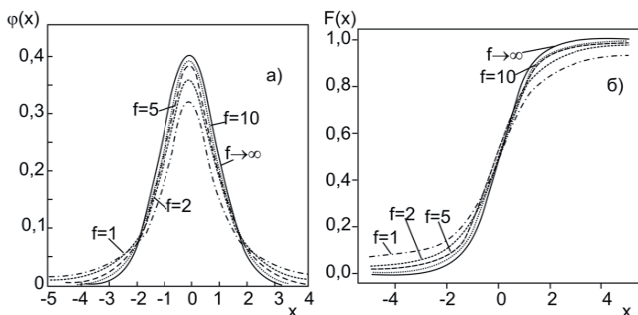 φ(x)
0,4
0,3
0,2
0,1
0
-5 -4 -3 -2 -1 0 1 2 3 4
x
а)
f=5
f=10
f→∞
f=2
f=1
F(x)
1,0
0,8
0,6
0,4
0,2
0,0
-4 -2 0 2 4
x
б)
f→∞
f=10
f=2
f=5
f=1